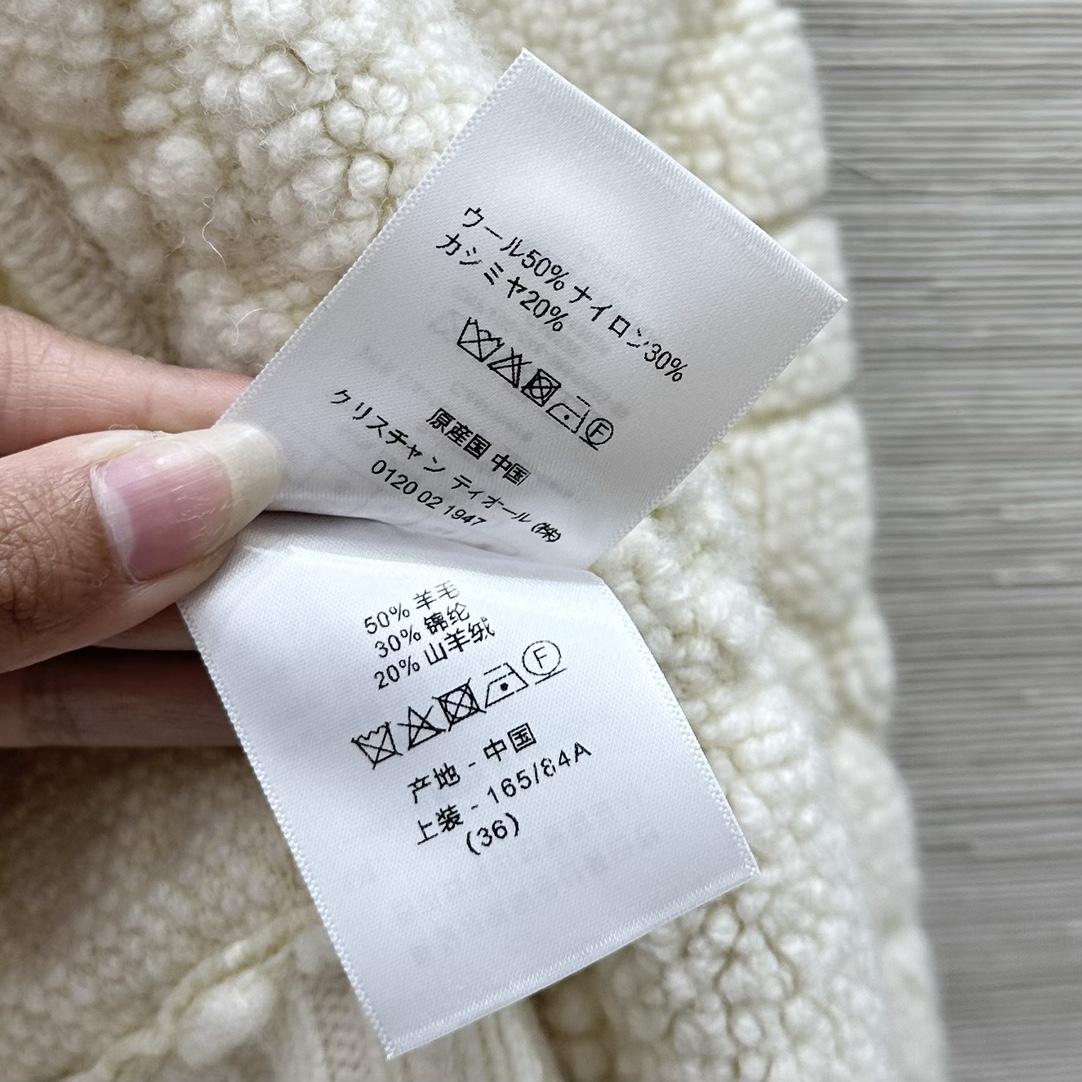 ウール50% ナイロン30%
カシミヤ20%
F
原産国 中国
クリスチャン ディオール (株)
0120 02 1947
50% 羊毛
30% 锦纶
20% 山羊绒
F
产地 - 中国
上装 - 165/84A
(36)